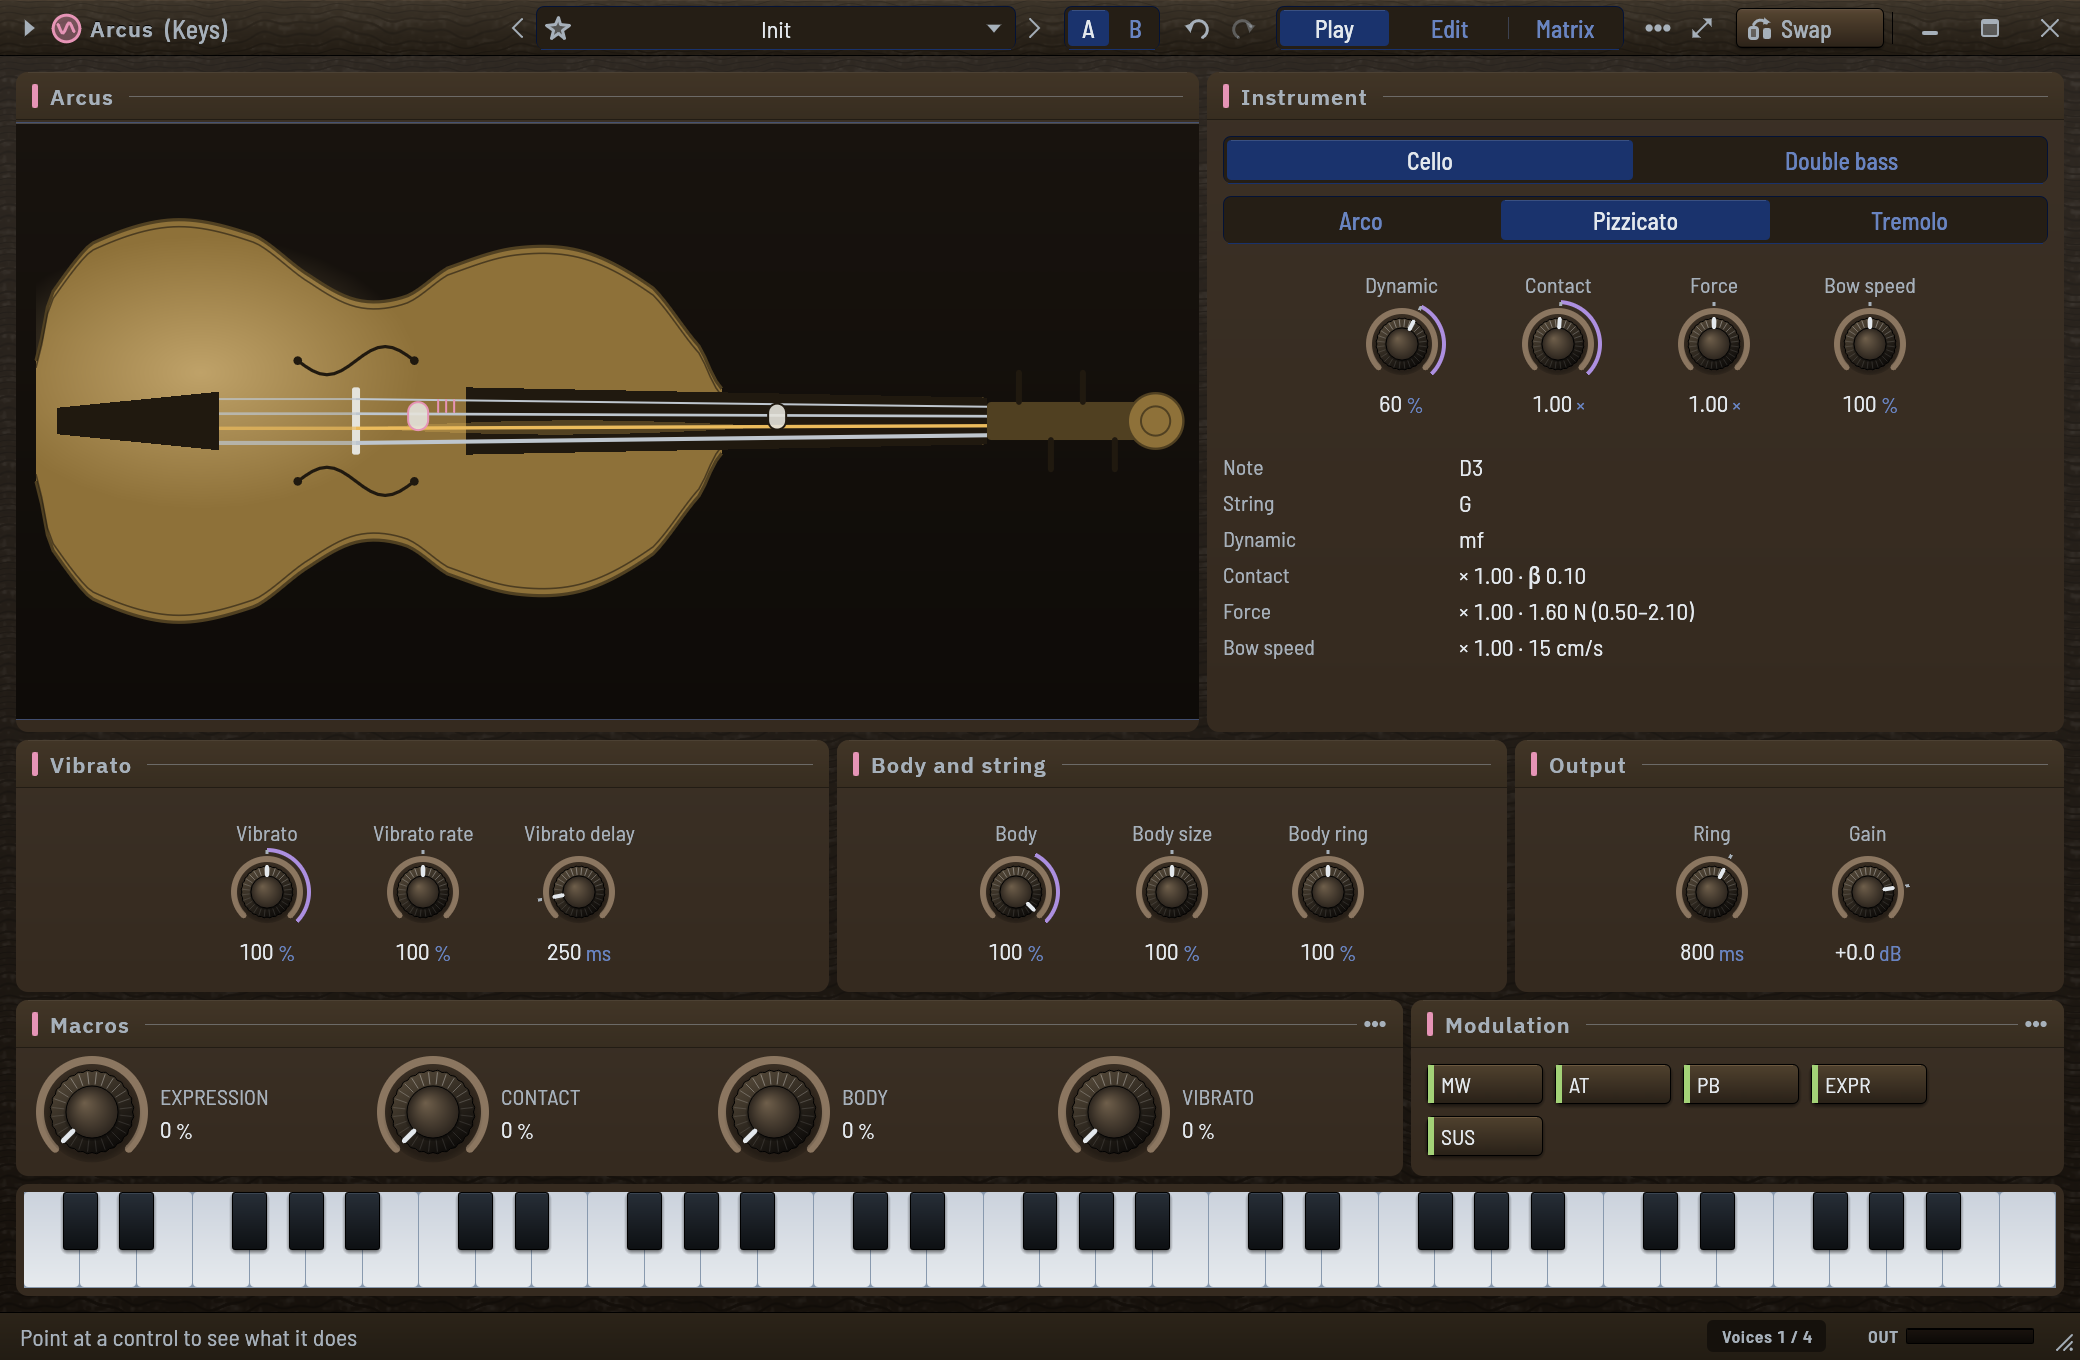 Arcus (Keys)
Init
A B
Play Edit Matrix
Swap
Arcus
Instrument
Cello Double bass
Arco Pizzicato Tremolo
Dynamic Contact Force Bow speed
60 % 1.00 × 1.00 × 100 %
Note D3
String G
Dynamic mf
Contact × 1.00 · β 0.10
Force × 1.00 · 1.60 N (0.50–2.10)
Bow speed × 1.00 · 15 cm/s
Vibrato
Vibrato Vibrato rate Vibrato delay
100 % 100 % 250 ms
Body and string
Body Body size Body ring
100 % 100 % 100 %
Output
Ring Gain
800 ms +0.0 dB
Macros
EXPRESSION
0 %
CONTACT
0 %
BODY
0 %
VIBRATO
0 %
Modulation
MW AT PB EXPR
SUS
Point at a control to see what it does
Voices 1 / 4
OUT